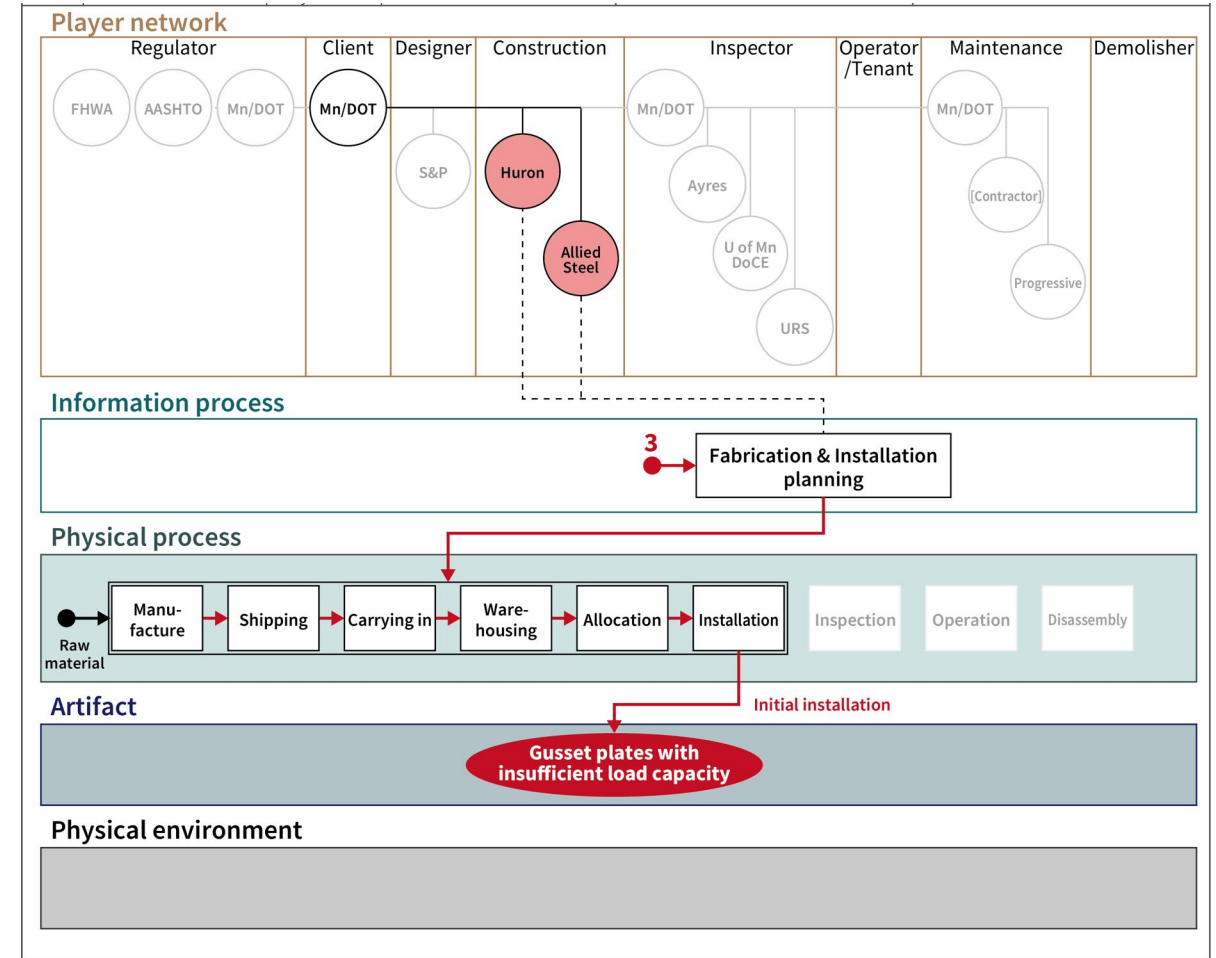 Player network
Regulator
Client
Designer
Construction
Inspector
Operator
/Tenant
Maintenance
Demolisher
FHWA
AASHTO
Mn/DOT
Mn/DOT
S&P
Huron
Allied
Steel
Mn/DOT
Ayres
U of Mn
DoCE
URS
Mn/DOT
[Contractor]
Progressive
Information process
3
Fabrication & Installation
planning
Physical process
Raw
material
Manu-
facture
Shipping
Carrying in
Ware-
housing
Allocation
Installation
Inspection
Operation
Disassembly
Artifact
Initial installation
Gusset plates with
insufficient load capacity
Physical environment